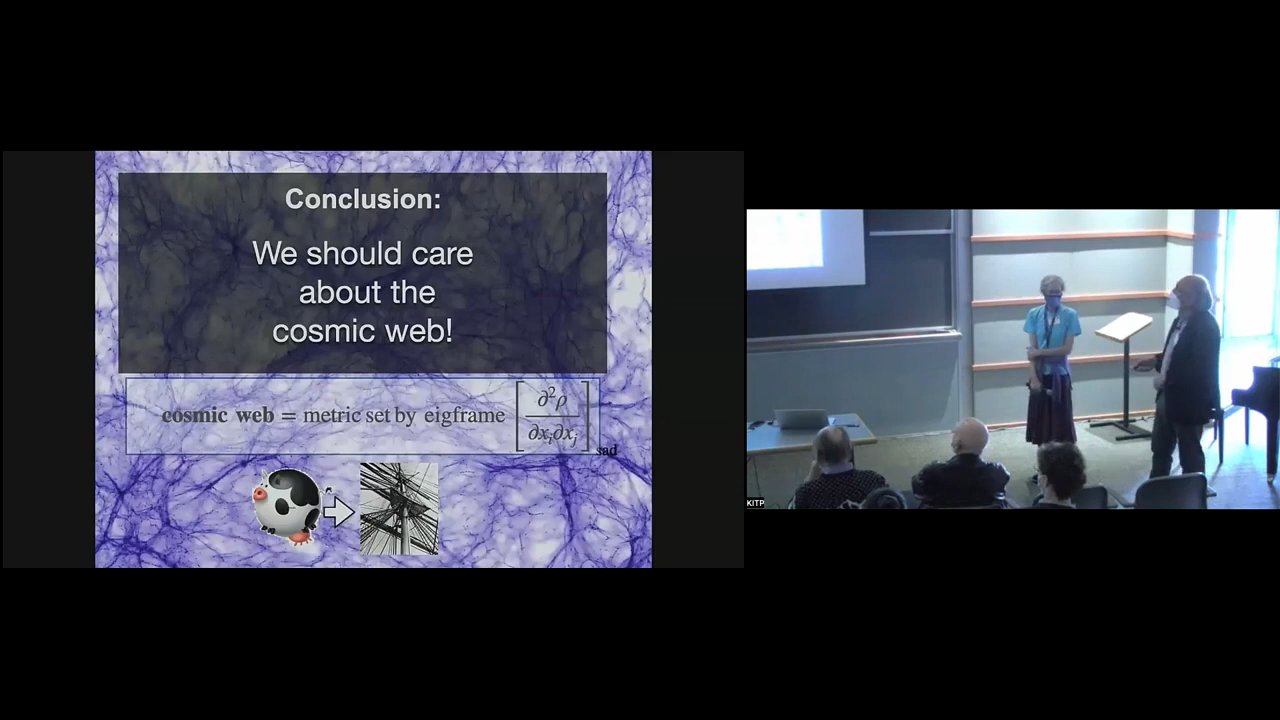 Conclusion:
We should care
about the
cosmic web!
cosmic web = metric set by eigframe [∂²ρ/∂xᵢ∂xⱼ]
sad
KITP